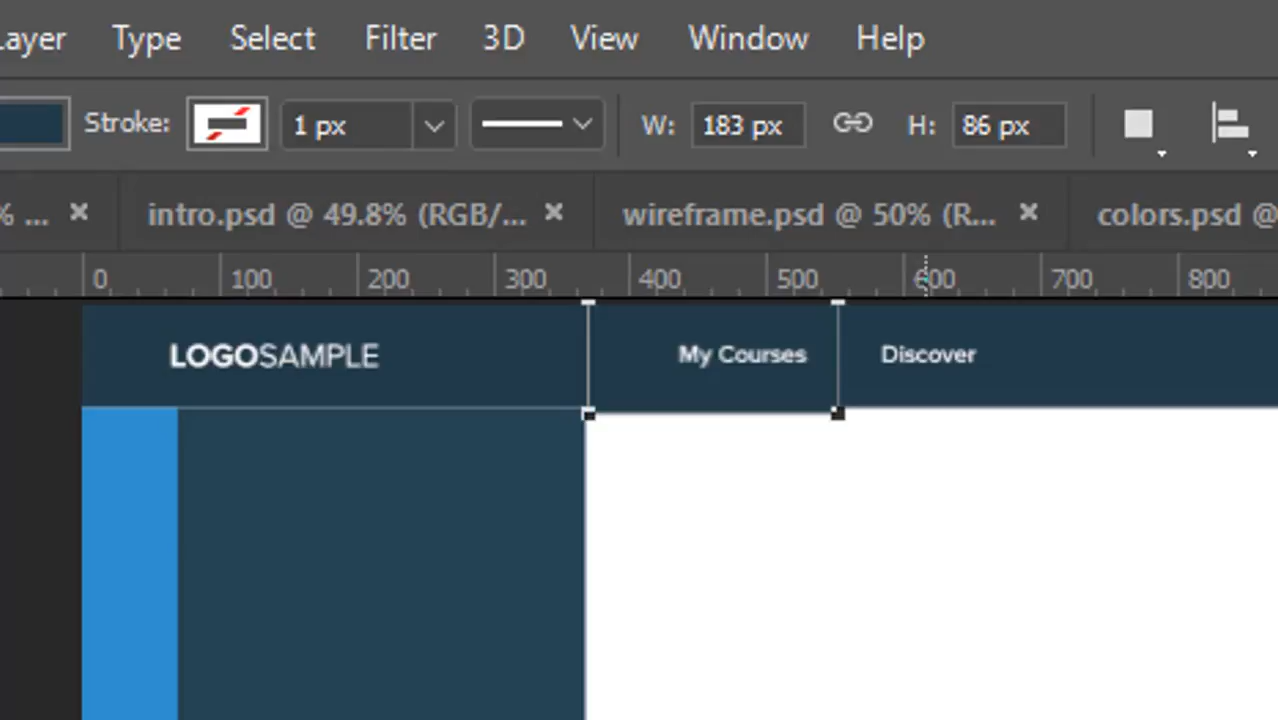 Layer Type Select Filter 3D View Window Help
Stroke: 1 px W: 183 px H: 86 px
% ... × intro.psd @ 49.8% (RGB/... × wireframe.psd @ 50% (R... × colors.psd @
0 100 200 300 400 500 600 700 800
LOGOSAMPLE My Courses Discover